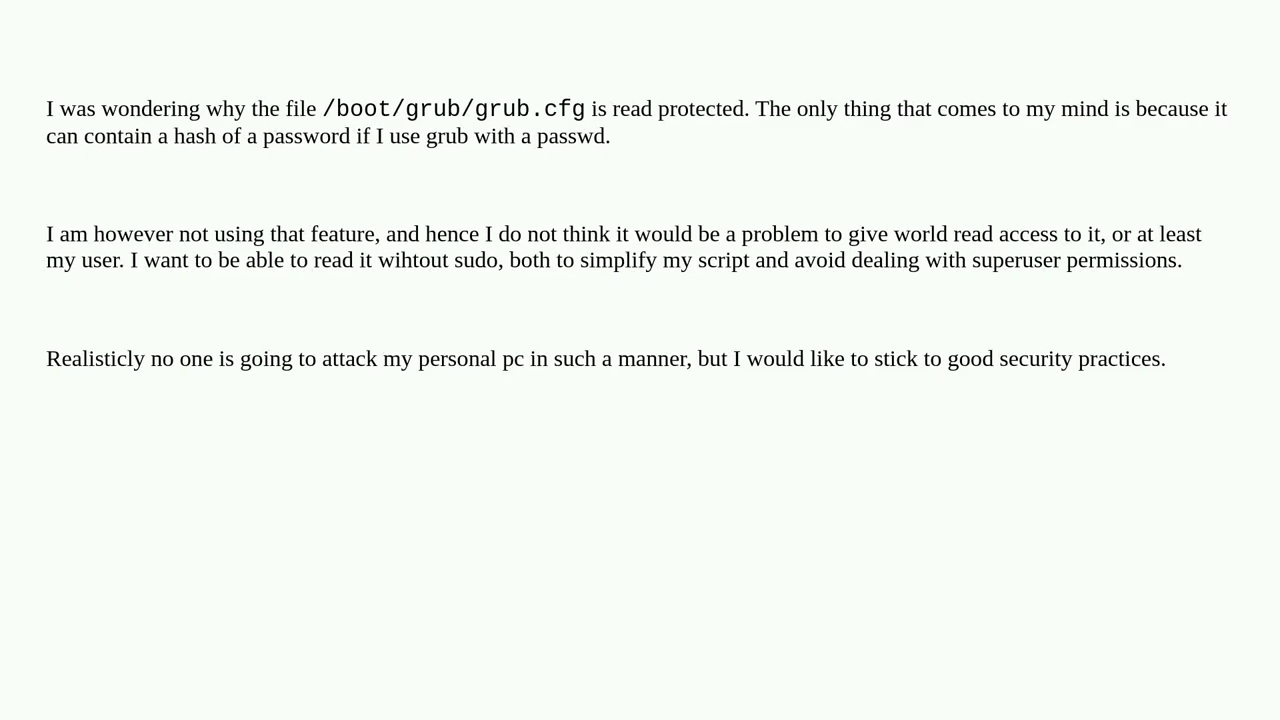 I was wondering why the file /boot/grub/grub.cfg is read protected. The only thing that comes to my mind is because it
can contain a hash of a password if I use grub with a passwd.
I am however not using that feature, and hence I do not think it would be a problem to give world read access to it, or at least
my user. I want to be able to read it wihtout sudo, both to simplify my script and avoid dealing with superuser permissions.
Realisticly no one is going to attack my personal pc in such a manner, but I would like to stick to good security practices.